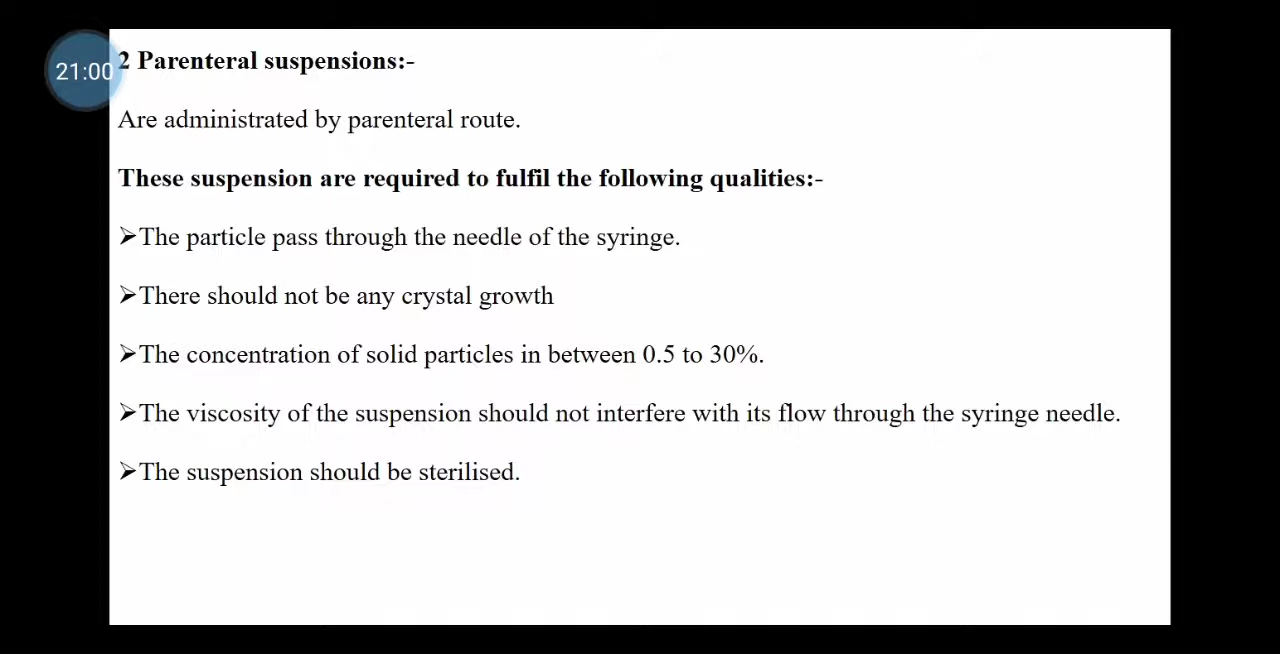 21:00
2 Parenteral suspensions:-
Are administrated by parenteral route.
These suspension are required to fulfil the following qualities:-
➢The particle pass through the needle of the syringe.
➢There should not be any crystal growth
➢The concentration of solid particles in between 0.5 to 30%.
➢The viscosity of the suspension should not interfere with its flow through the syringe needle.
➢The suspension should be sterilised.